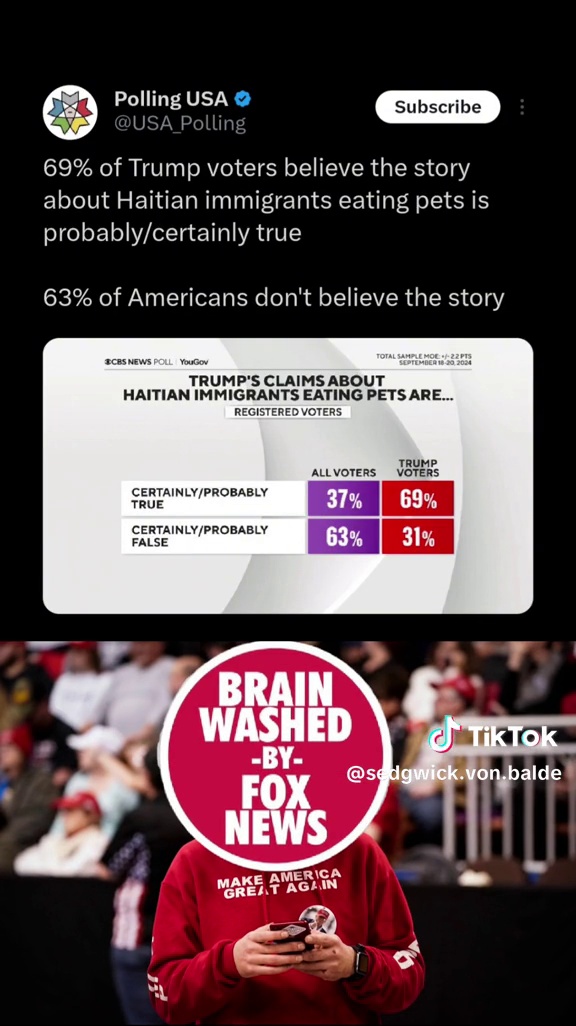 Polling USA
@USA_Polling
Subscribe
69% of Trump voters believe the story
about Haitian immigrants eating pets is
probably/certainly true
63% of Americans don't believe the story
CBS NEWS POLL | YouGov
TOTAL SAMPLE MOE: +/-2.2 PTS
SEPTEMBER 18-20, 2024
TRUMP'S CLAIMS ABOUT
HAITIAN IMMIGRANTS EATING PETS ARE...
REGISTERED VOTERS
ALL VOTERS
TRUMP
VOTERS
CERTAINLY/PROBABLY
TRUE
37%
69%
CERTAINLY/PROBABLY
FALSE
63%
31%
BRAIN
WASHED
-BY-
FOX
NEWS
TikTok
@sedgwick.von.balde
MAKE AMERICA
GREAT AGAIN